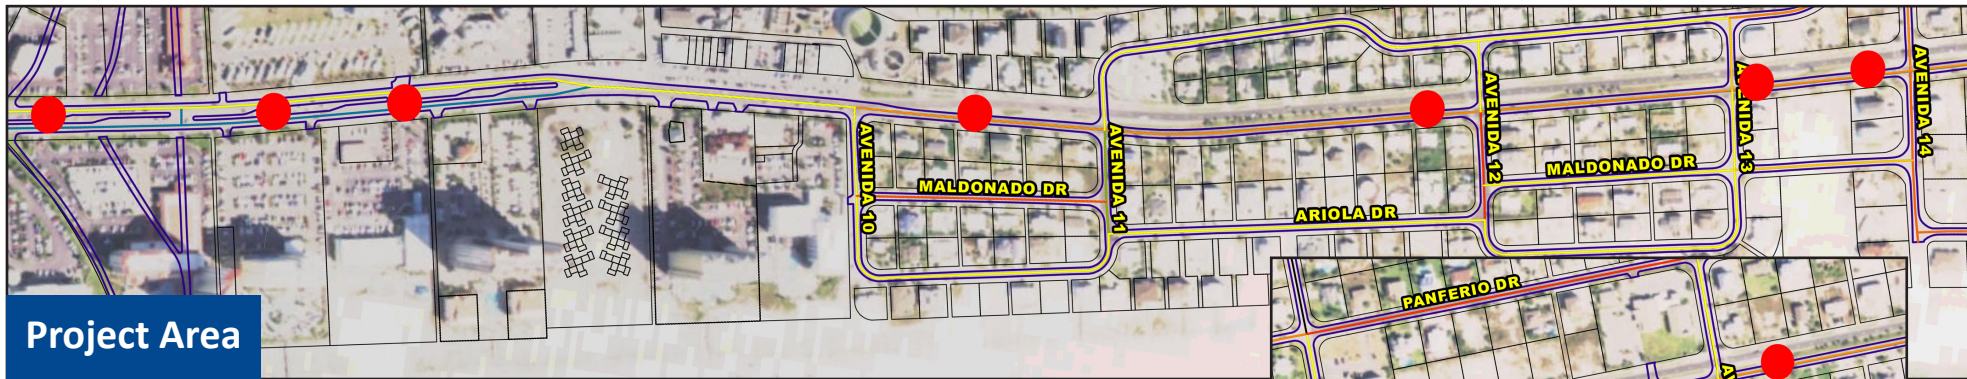 AVENIDA 10
MALDONADO DR
AVENIDA 11
ARIOLA DR
AVENIDA 12
MALDONADO DR
AVENIDA 13
AVENIDA 14
PANFERIO DR
AV
Project Area